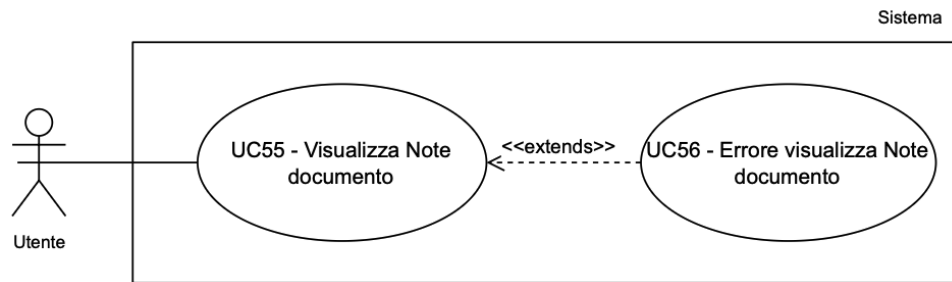 Sistema
UC55 - Visualizza Note
documento
<<extends>>
UC56 - Errore visualizza Note
documento
Utente